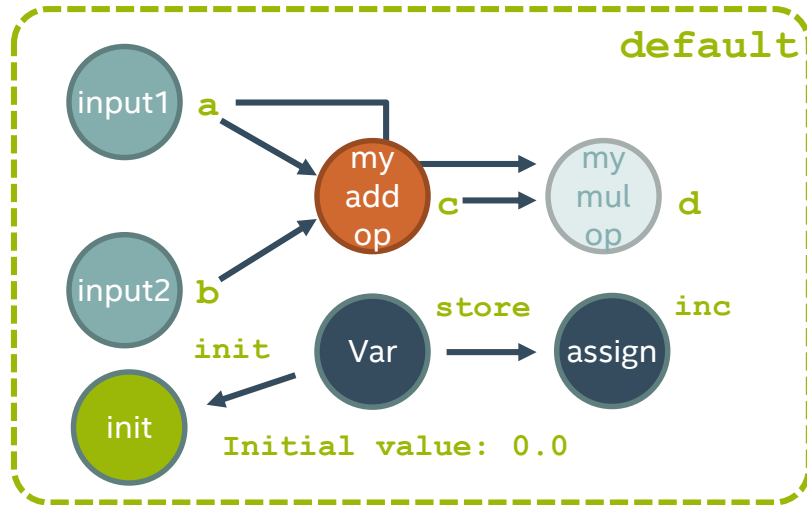 default
input1
a
my
add
op
c
my
mul
op
d
input2
b
init
Var
store
assign
inc
init
Initial value: 0.0